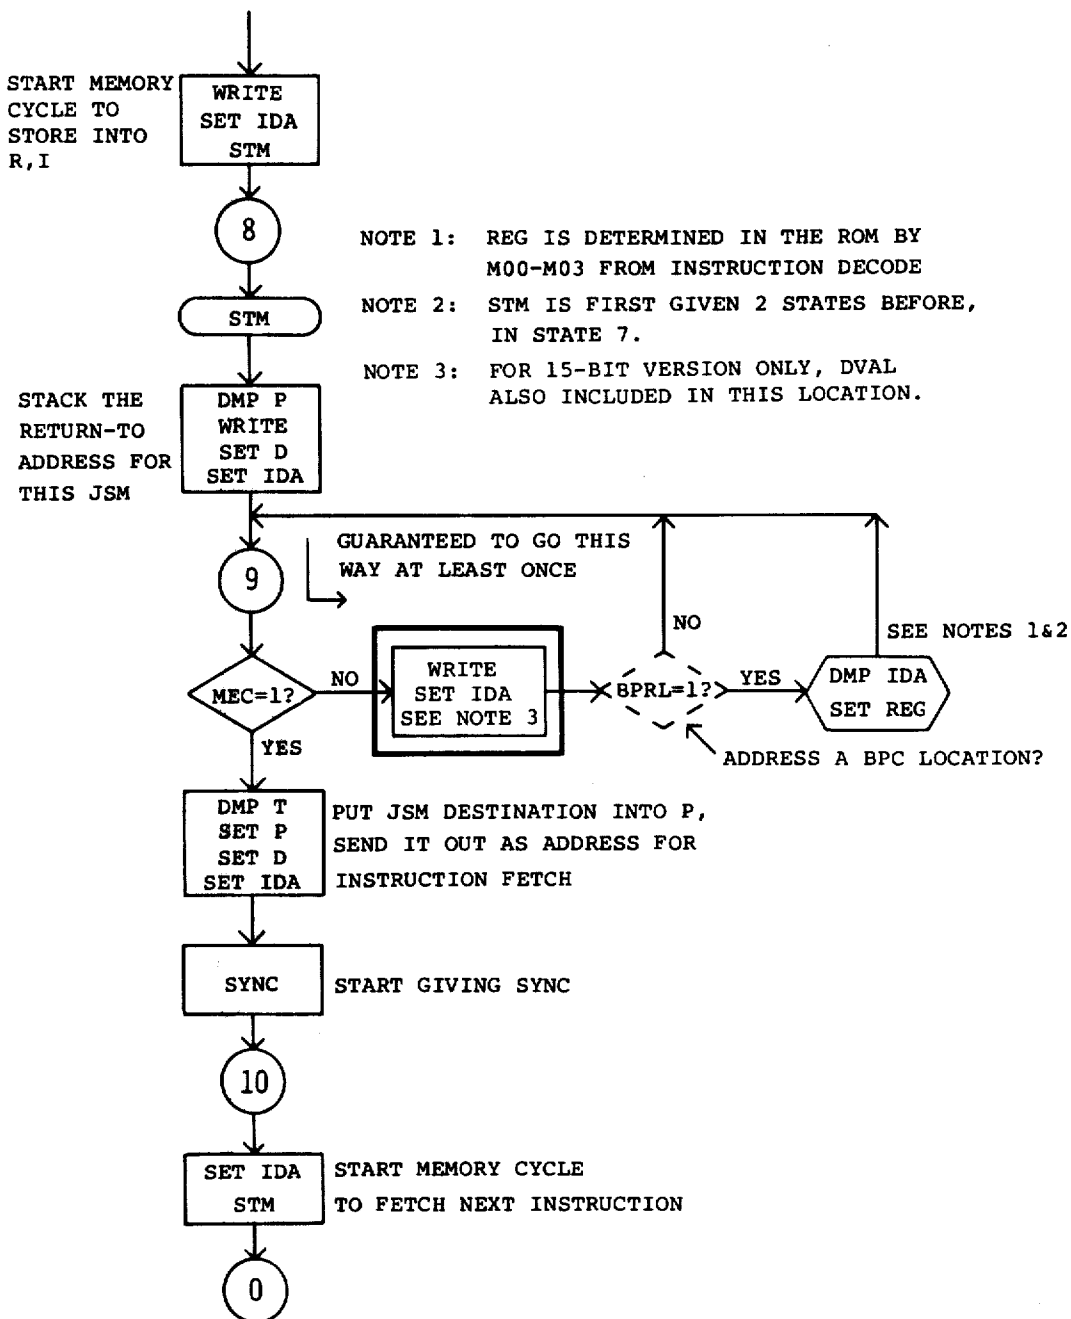 START MEMORY
CYCLE TO
STORE INTO
R,I
WRITE
SET IDA
STM
8
NOTE 1: REG IS DETERMINED IN THE ROM BY
M00-M03 FROM INSTRUCTION DECODE
STM
NOTE 2: STM IS FIRST GIVEN 2 STATES BEFORE,
IN STATE 7.
NOTE 3: FOR 15-BIT VERSION ONLY, DVAL
ALSO INCLUDED IN THIS LOCATION.
STACK THE
RETURN-TO
ADDRESS FOR
THIS JSM
DMP P
WRITE
SET D
SET IDA
GUARANTEED TO GO THIS
WAY AT LEAST ONCE
9
NO
SEE NOTES 1&2
MEC=1?
NO
WRITE
SET IDA
SEE NOTE 3
BPRL=1?
YES
DMP IDA
SET REG
YES
ADDRESS A BPC LOCATION?
DMP T
SET P
SET D
SET IDA
PUT JSM DESTINATION INTO P,
SEND IT OUT AS ADDRESS FOR
INSTRUCTION FETCH
SYNC
START GIVING SYNC
10
SET IDA
STM
START MEMORY CYCLE
TO FETCH NEXT INSTRUCTION
0